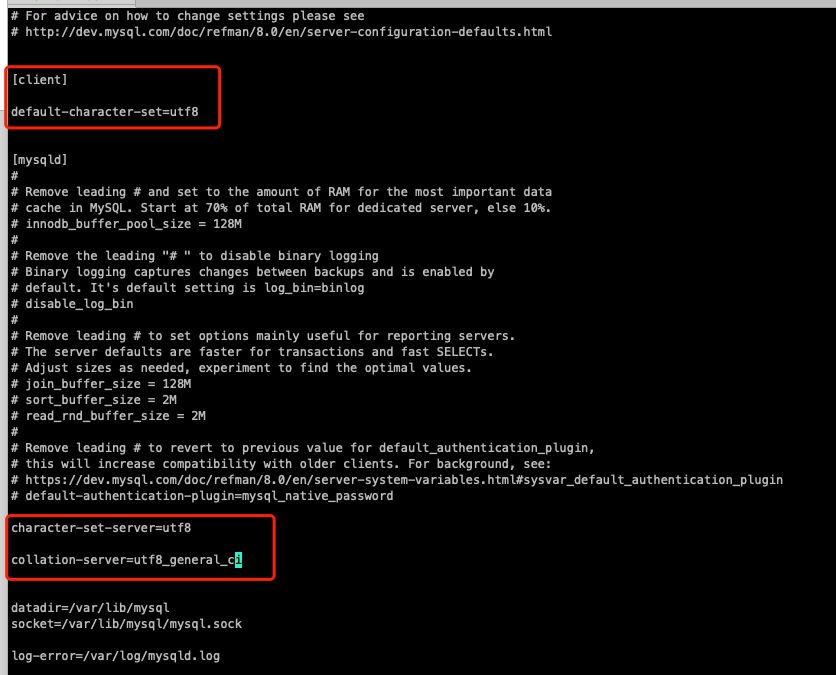 # For advice on how to change settings please see
# http://dev.mysql.com/doc/refman/8.0/en/server-configuration-defaults.html
[client]
default-character-set=utf8
[mysqld]
#
# Remove leading # and set to the amount of RAM for the most important data
# cache in MySQL. Start at 70% of total RAM for dedicated server, else 10%.
# innodb_buffer_pool_size = 128M
#
# Remove the leading "# " to disable binary logging
# Binary logging captures changes between backups and is enabled by
# default. It's default setting is log_bin=binlog
# disable_log_bin
#
# Remove leading # to set options mainly useful for reporting servers.
# The server defaults are faster for transactions and fast SELECTs.
# Adjust sizes as needed, experiment to find the optimal values.
# join_buffer_size = 128M
# sort_buffer_size = 2M
# read_rnd_buffer_size = 2M
#
# Remove leading # to revert to previous value for default_authentication_plugin,
# this will increase compatibility with older clients. For background, see:
# https://dev.mysql.com/doc/refman/8.0/en/server-system-variables.html#sysvar_default_authentication_plugin
# default-authentication-plugin=mysql_native_password
character-set-server=utf8
collation-server=utf8_general_ci
datadir=/var/lib/mysql
socket=/var/lib/mysql/mysql.sock
log-error=/var/log/mysqld.log